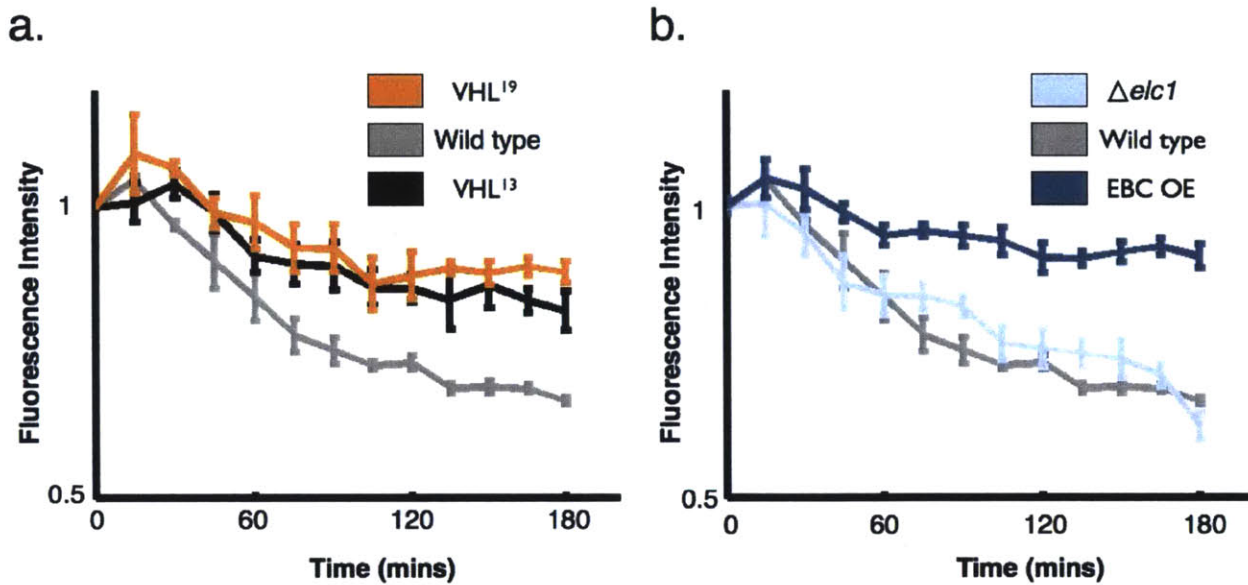 a.
VHL¹⁹
Wild type
VHL¹³
Fluorescence Intensity
1
0.5
0
60
120
180
Time (mins)
b.
△elc1
Wild type
EBC OE
Fluorescence Intensity
1
0.5
0
60
120
180
Time (mins)